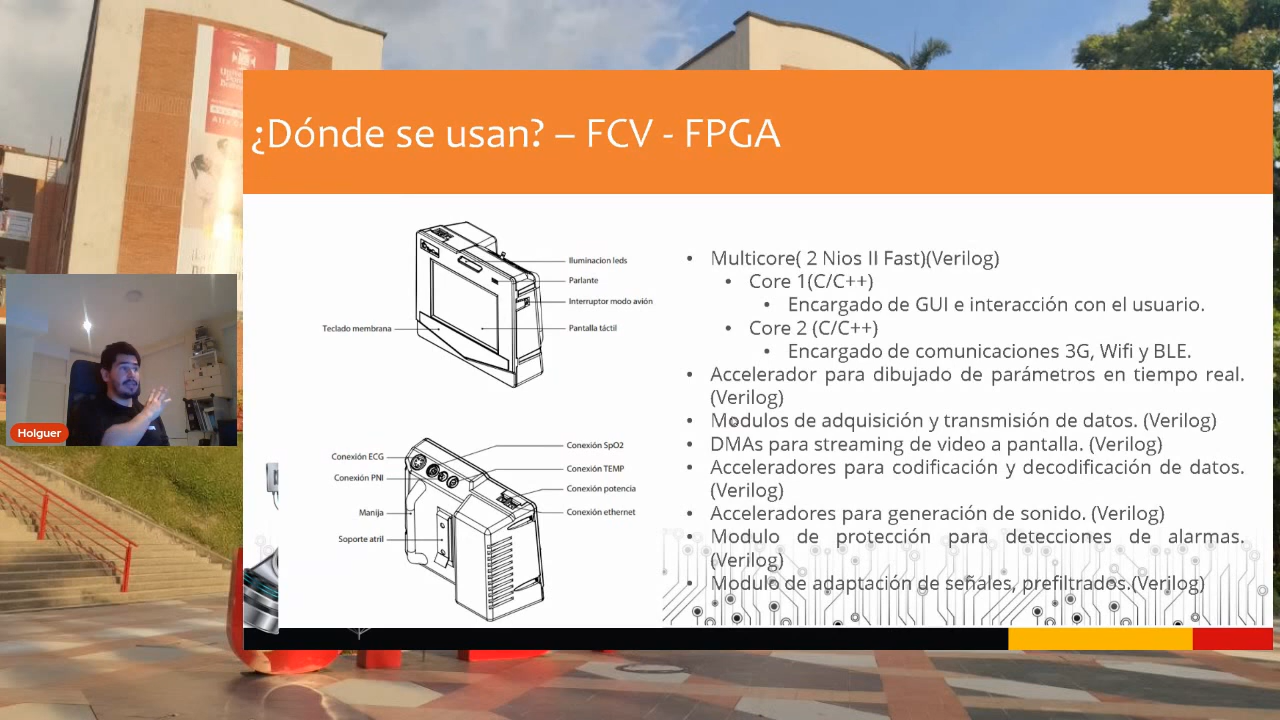 ¿Dónde se usan? – FCV - FPGA
Iluminacion leds
Parlante
Interruptor modo avión
Teclado membrana
Pantalla táctil
Conexión SpO2
Conexión ECG
Conexión TEMP
Conexión PNI
Conexión potencia
Manija
Conexión ethernet
Soporte atril
• Multicore( 2 Nios II Fast)(Verilog)
• Core 1(C/C++)
• Encargado de GUI e interacción con el usuario.
• Core 2 (C/C++)
• Encargado de comunicaciones 3G, Wifi y BLE.
• Accelerador para dibujado de parámetros en tiempo real.
(Verilog)
• Modulos de adquisición y transmisión de datos. (Verilog)
• DMAs para streaming de video a pantalla. (Verilog)
• Acceleradores para codificación y decodificación de datos.
(Verilog)
• Acceleradores para generación de sonido. (Verilog)
• Modulo de protección para detecciones de alarmas.
(Verilog)
• Modulo de adaptación de señales, prefiltrados.(Verilog)
Holguer